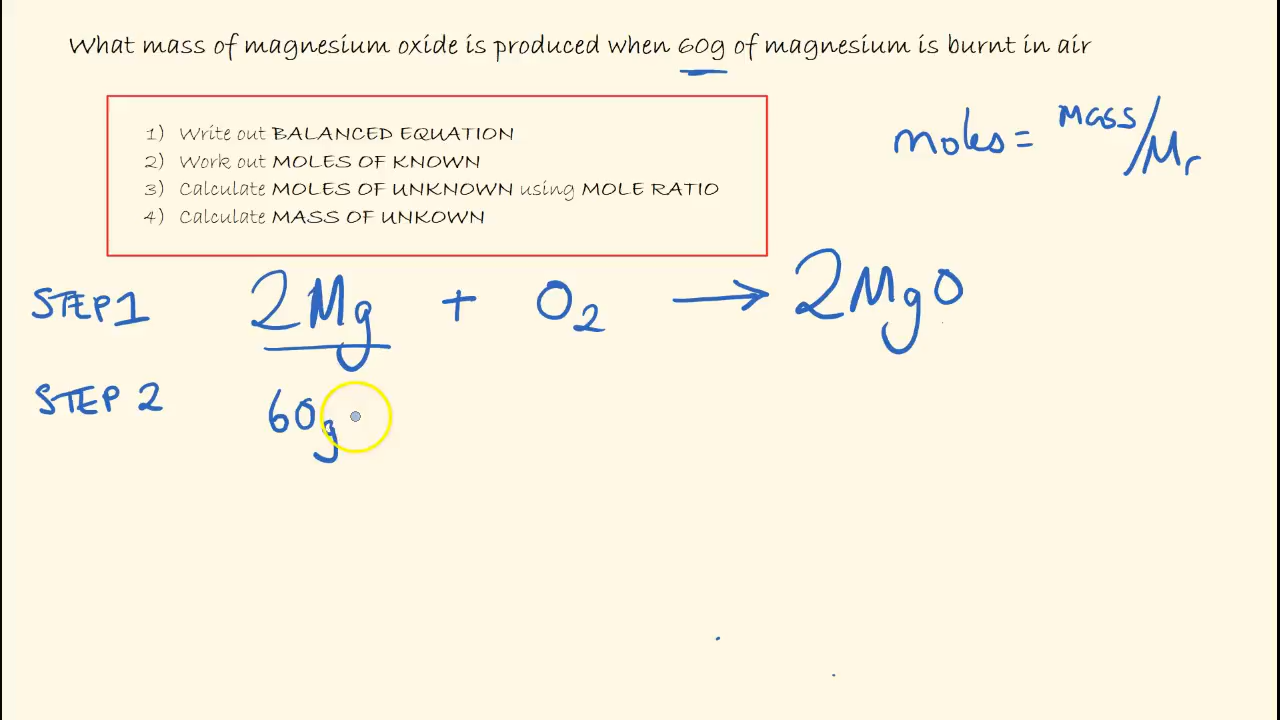 What mass of magnesium oxide is produced when 60g of magnesium is burnt in air
1) Write out BALANCED EQUATION
2) Work out MOLES OF KNOWN
3) Calculate MOLES OF UNKNOWN using MOLE RATIO
4) Calculate MASS OF UNKOWN
moles = mass/Mr
STEP 1 2Mg + O2 → 2MgO
STEP 2 60g